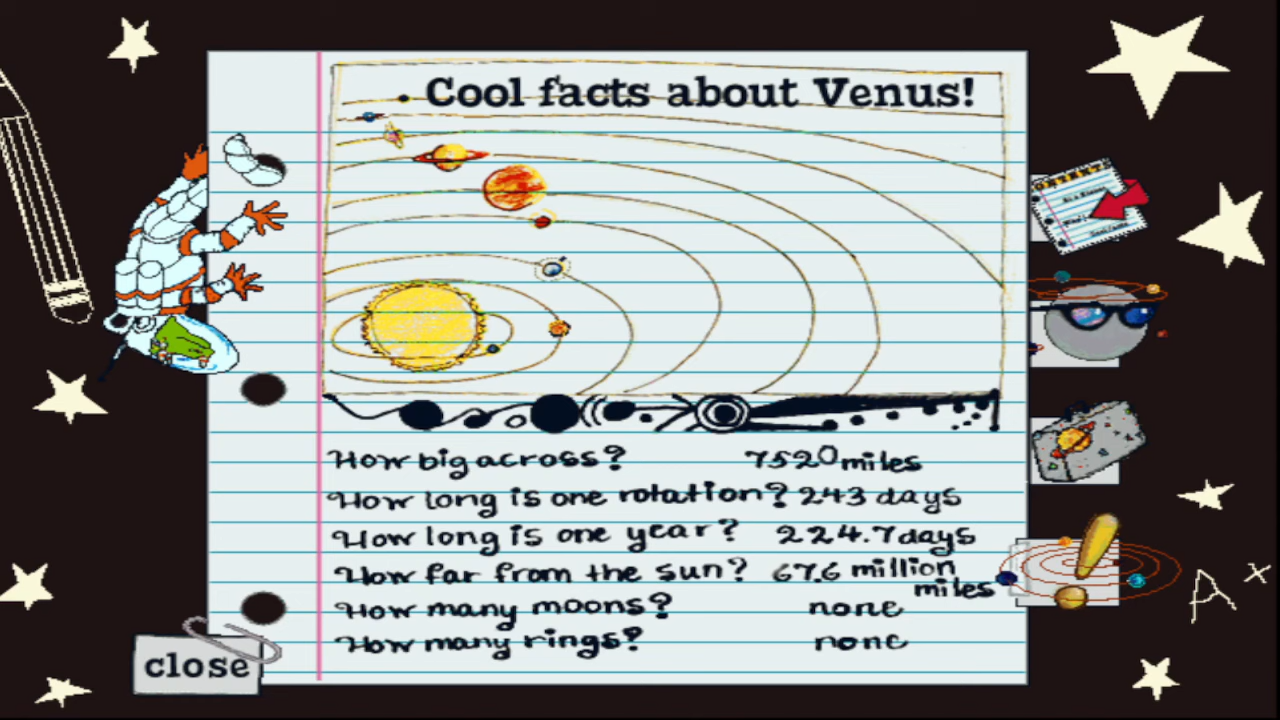 Cool facts about Venus!
How big across? 7520 miles
How long is one rotation? 243 days
How long is one year? 224.7 days
How far from the sun? 67.6 million miles
How many moons? none
How many rings? none
close
A x